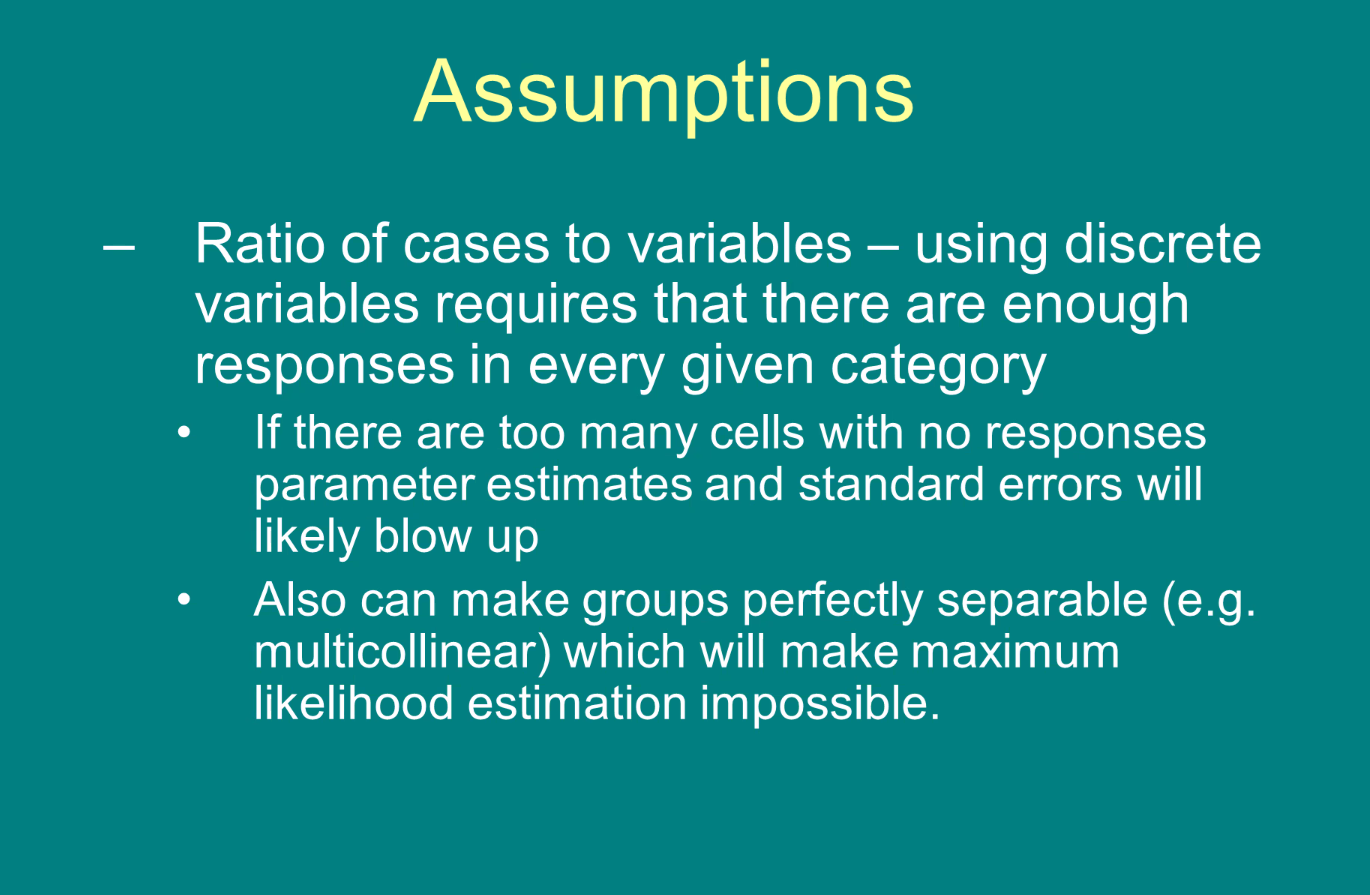 Assumptions
– Ratio of cases to variables – using discrete
variables requires that there are enough
responses in every given category
• If there are too many cells with no responses
parameter estimates and standard errors will
likely blow up
• Also can make groups perfectly separable (e.g.
multicollinear) which will make maximum
likelihood estimation impossible.